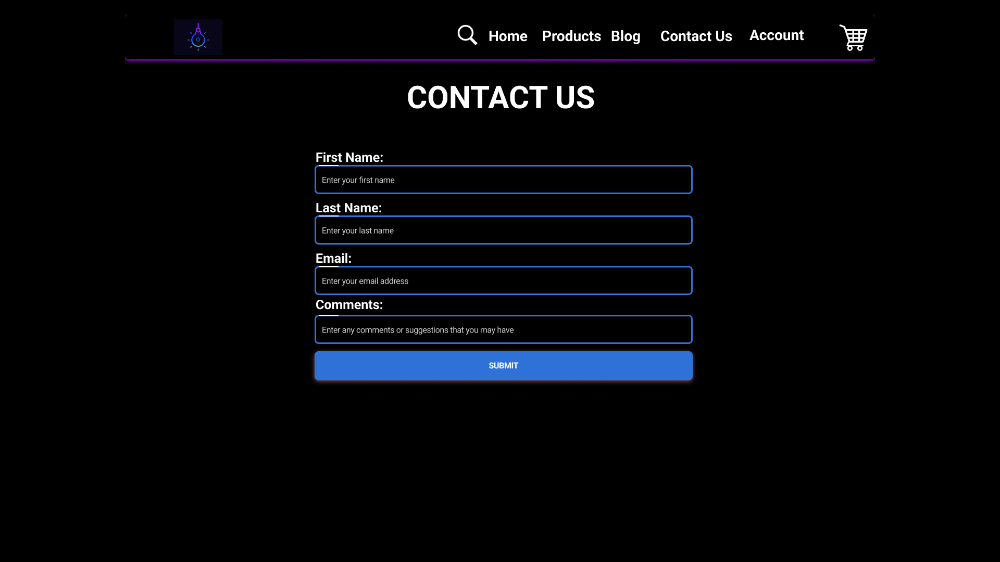 Home Products Blog Contact Us Account
CONTACT US
First Name:
Enter your first name
Last Name:
Enter your last name
Email:
Enter your email address
Comments:
Enter any comments or suggestions that you may have
SUBMIT